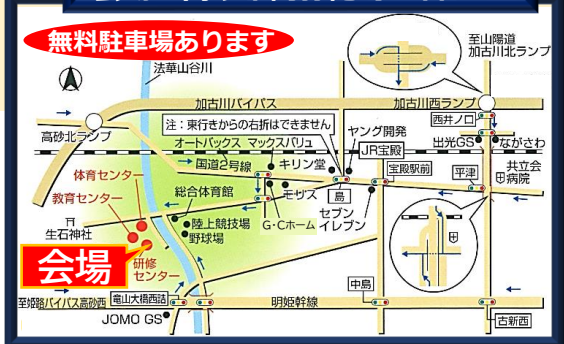 無料駐車場あります
至山陽道
加古川北ランプ
法華山谷川
加古川バイパス
加古川西ランプ
西井ノ口
高砂北ランプ
注：東行きからの右折はできません
ヤング開発
出光GS
ながさわ
オートバックス
マックスバリュ
JR宝殿
国道2号線
キリン堂
宝殿駅前
平津
共立会
病院
体育センター
総合体育館
モリス
島
教育センター
セブン
イレブン
G・Cホーム
陸上競技場
野球場
生石神社
会場
研修
センター
中島
至姫路バイパス高砂西
竜山大橋西詰
明姫幹線
JOMO GS
古新西